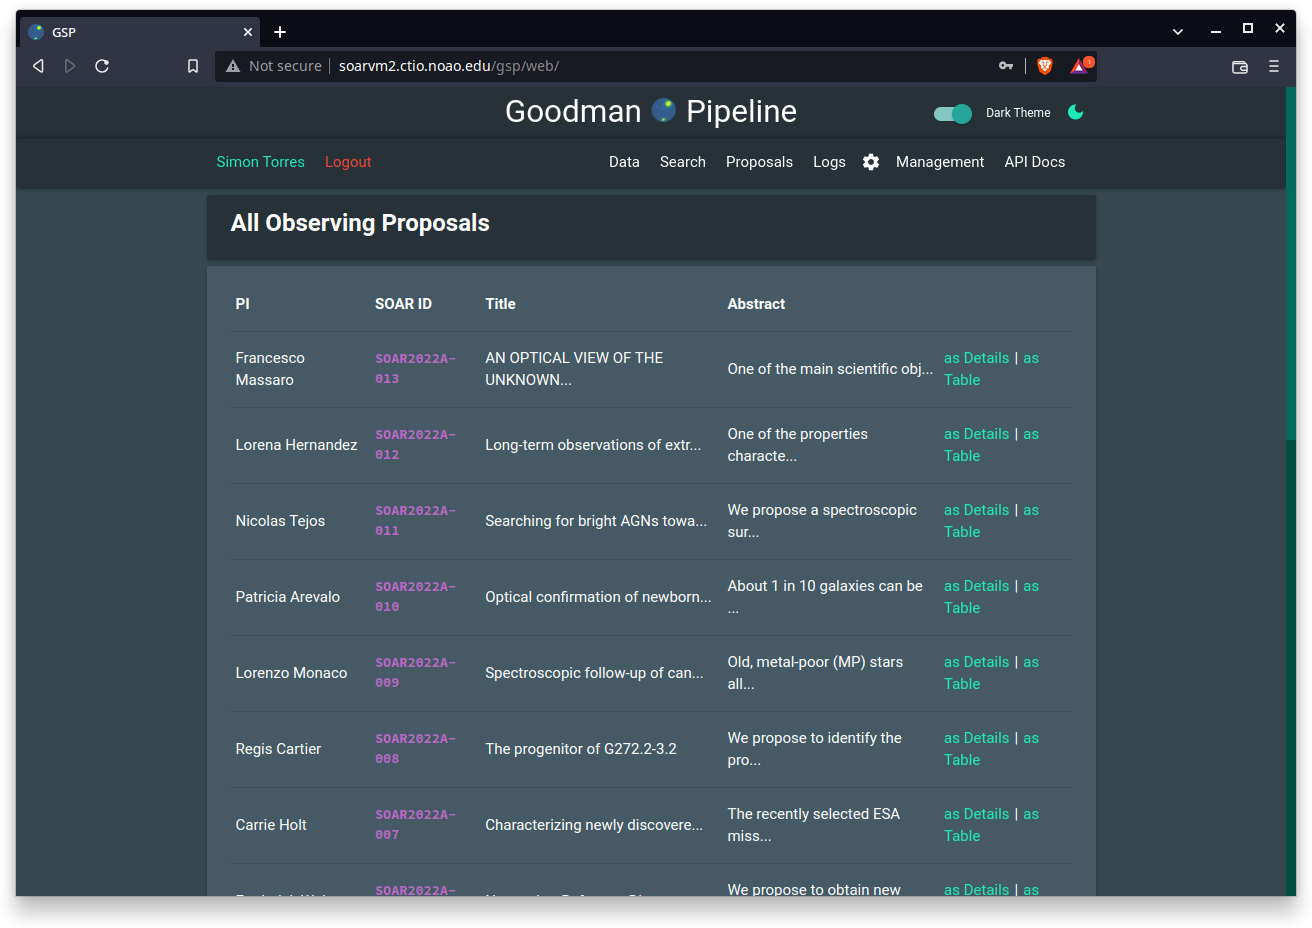 GSP
Not secure | soarvm2.ctio.noao.edu/gsp/web/
1
Goodman Pipeline
Dark Theme
Simon Torres Logout Data Search Proposals Logs Management API Docs
All Observing Proposals
PI SOAR ID Title Abstract
Francesco Massaro SOAR2022A-013 AN OPTICAL VIEW OF THE UNKNOWN... One of the main scientific obj... as Details | as Table
Lorena Hernandez SOAR2022A-012 Long-term observations of extr... One of the properties characte... as Details | as Table
Nicolas Tejos SOAR2022A-011 Searching for bright AGNs towa... We propose a spectroscopic sur... as Details | as Table
Patricia Arevalo SOAR2022A-010 Optical confirmation of newborn... About 1 in 10 galaxies can be ... as Details | as Table
Lorenzo Monaco SOAR2022A-009 Spectroscopic follow-up of can... Old, metal-poor (MP) stars all... as Details | as Table
Regis Cartier SOAR2022A-008 The progenitor of G272.2-3.2 We propose to identify the pro... as Details | as Table
Carrie Holt SOAR2022A-007 Characterizing newly discovere... The recently selected ESA miss... as Details | as Table
SOAR2022A- We propose to obtain new as Details | as